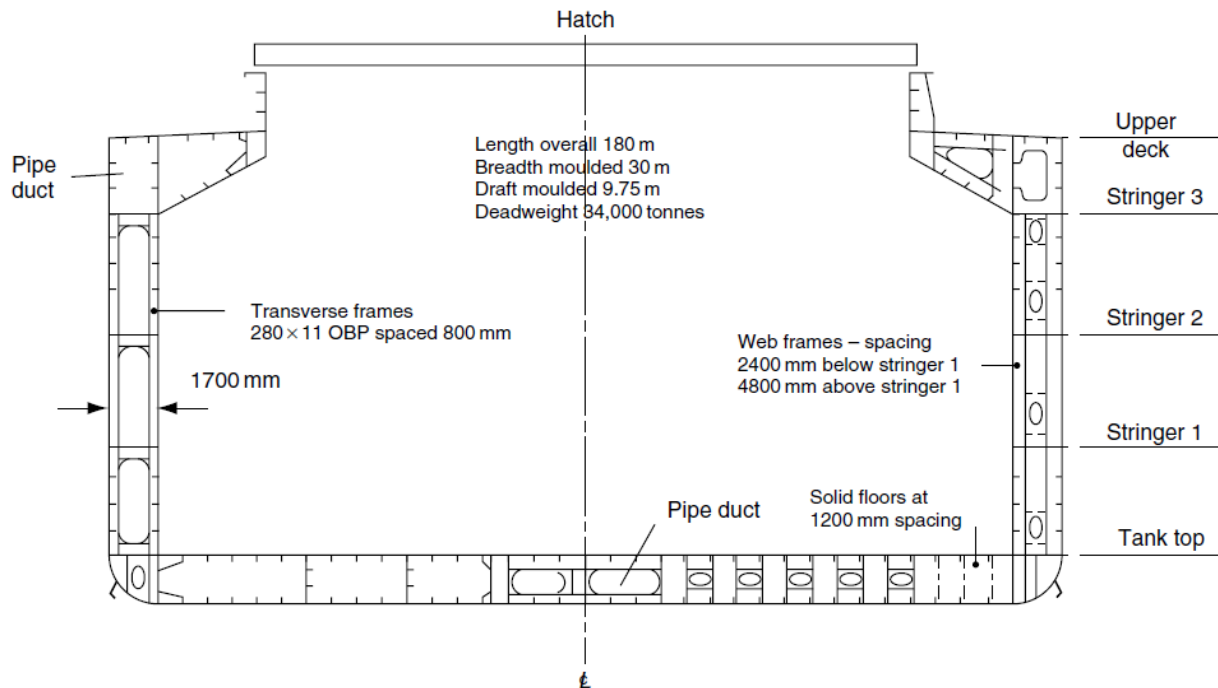 Hatch
Length overall 180 m
Breadth moulded 30 m
Draft moulded 9.75 m
Deadweight 34,000 tonnes
Pipe
duct
Upper
deck
Stringer 3
Transverse frames
280 × 11 OBP spaced 800 mm
Web frames – spacing
2400 mm below stringer 1
4800 mm above stringer 1
Stringer 2
1700 mm
Stringer 1
Pipe duct
Solid floors at
1200 mm spacing
Tank top
℄